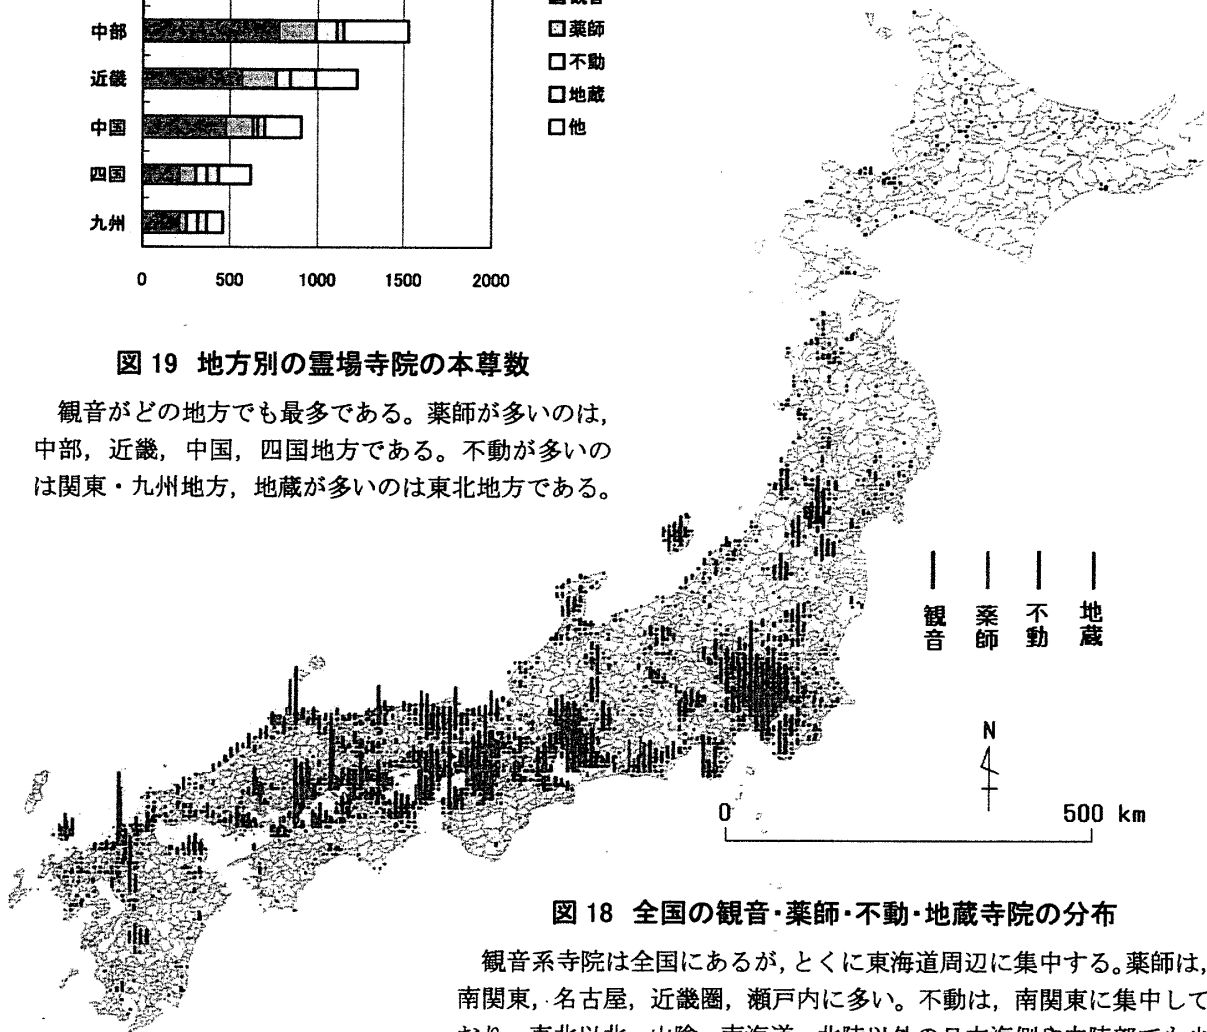 観音
中部
薬師
不動
近畿
地蔵
中国
他
四国
九州
0 500 1000 1500 2000
図 19 地方別の霊場寺院の本尊数
観音がどの地方でも最多である。薬師が多いのは,
中部, 近畿, 中国, 四国地方である。不動が多いの
は関東・九州地方, 地蔵が多いのは東北地方である。
観音
薬師
不動
地蔵
N
0 500 km
図 18 全国の観音・薬師・不動・地蔵寺院の分布
観音系寺院は全国にあるが, とくに東海道周辺に集中する。薬師は,
南関東, 名古屋, 近畿圏, 瀬戸内に多い。不動は, 南関東に集中して